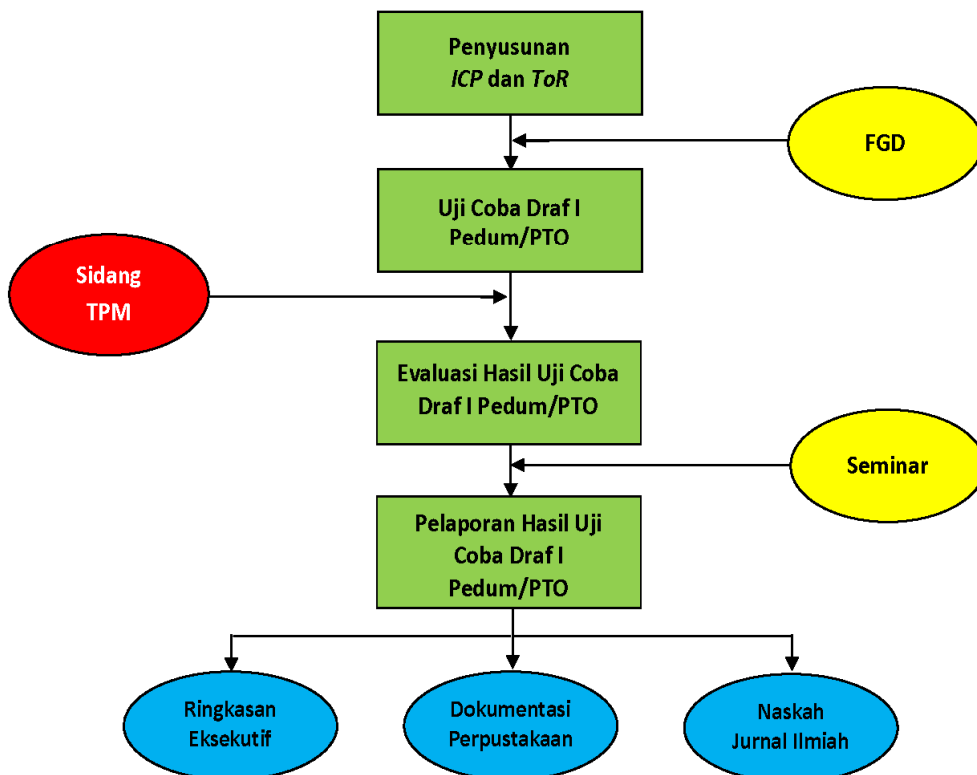 Penyusunan
ICP dan ToR
FGD
Uji Coba Draf I
Pedum/PTO
Sidang
TPM
Evaluasi Hasil Uji Coba
Draf I Pedum/PTO
Seminar
Pelaporan Hasil Uji
Coba Draf I
Pedum/PTO
Ringkasan
Eksekutif
Dokumentasi
Perpustakaan
Naskah
Jurnal Ilmiah